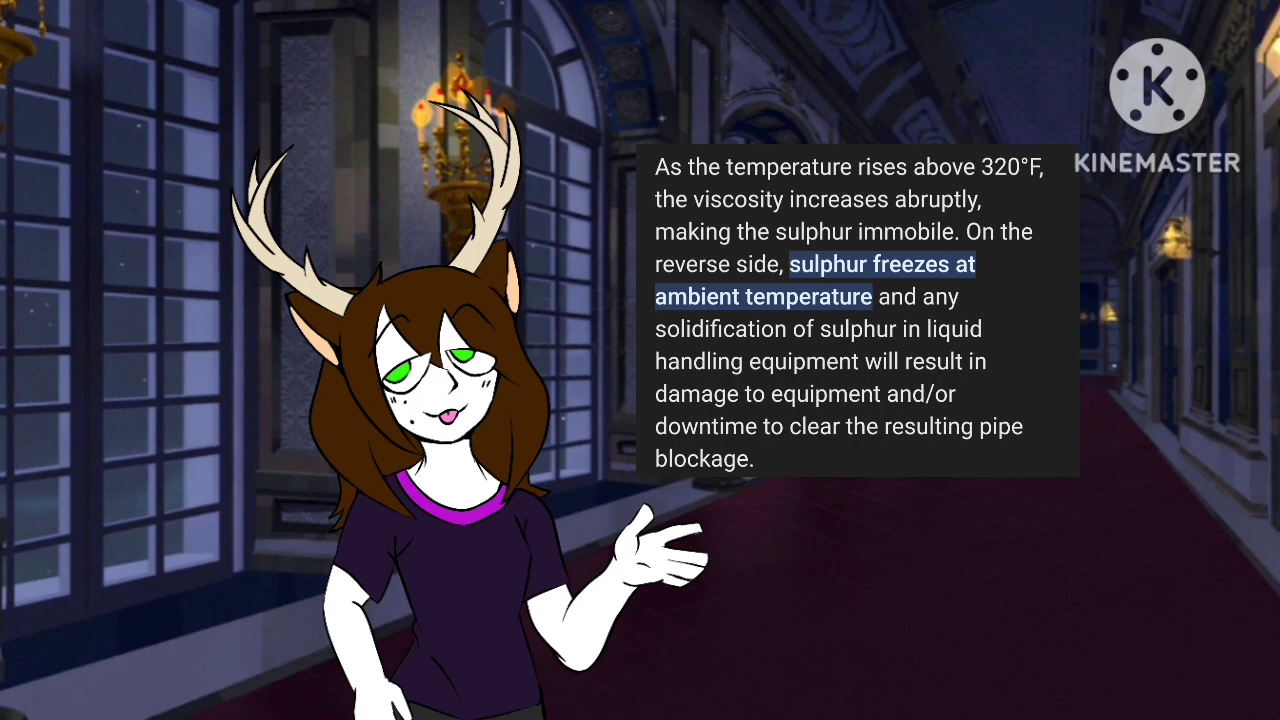 As the temperature rises above 320°F,
the viscosity increases abruptly,
making the sulphur immobile. On the
reverse side, sulphur freezes at
ambient temperature and any
solidification of sulphur in liquid
handling equipment will result in
damage to equipment and/or
downtime to clear the resulting pipe
blockage.
K
KINEMASTER